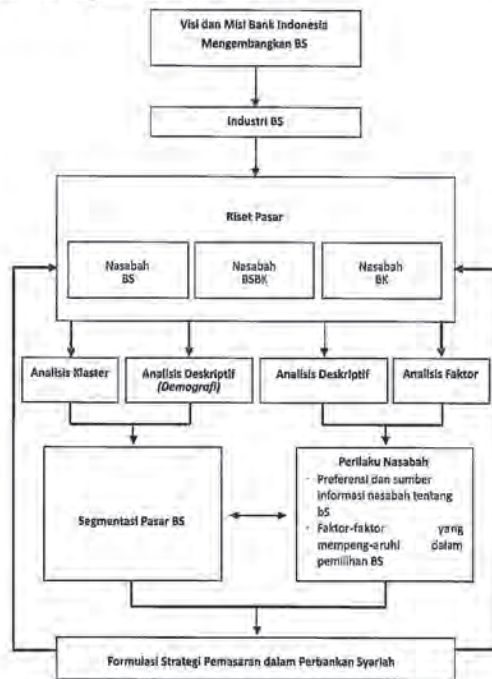 Visi dan Misi Bank Indonesia
Mengembangkan BS
Industri BS
Riset Pasar
Nasabah
BS
Nasabah
BSBK
Nasabah
BK
Analisis Klaster
Analisis Deskriptif
(Demografi)
Analisis Deskriptif
Analisis Faktor
Segmentasi Pasar BS
Perilaku Nasabah
· Preferensi dan sumber
informasi nasabah tentang
bS
· Faktor-faktor yang
mempeng-aruhi dalam
pemilihan BS
Formulasi Strategi Pemasaran dalam Perbankan Syariah